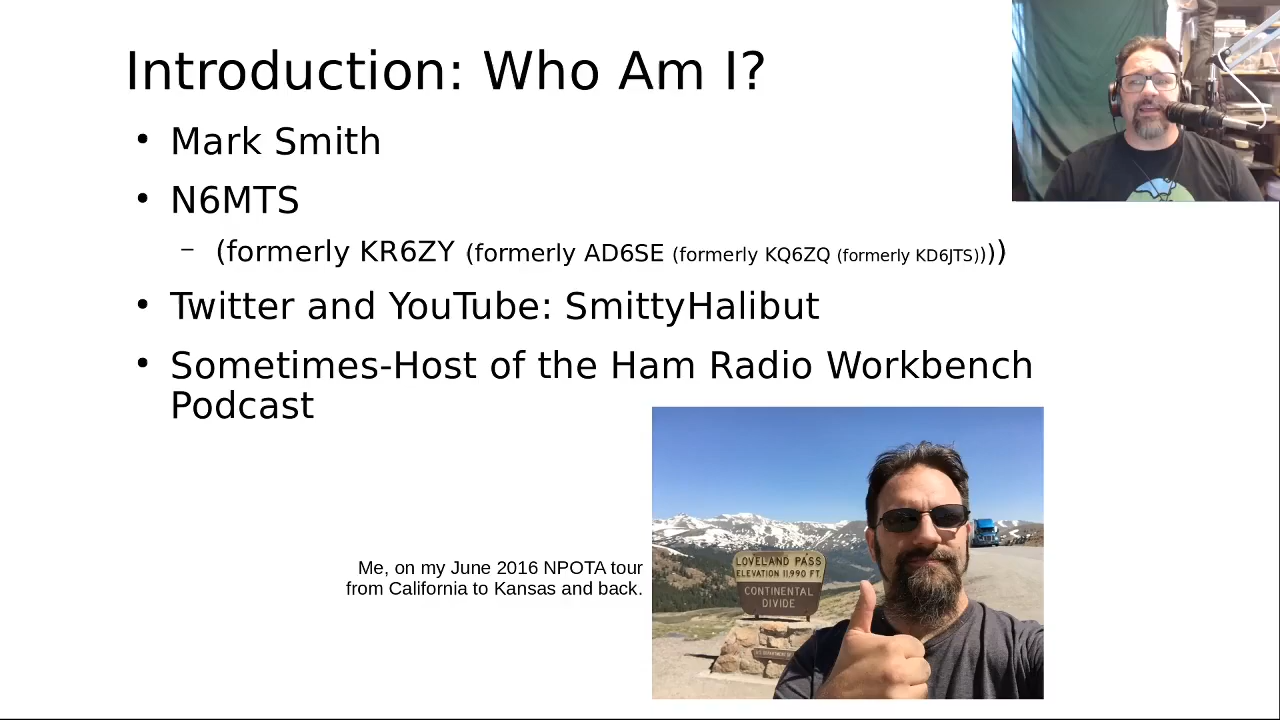 Introduction: Who Am I?
• Mark Smith
• N6MTS
– (formerly KR6ZY (formerly AD6SE (formerly KQ6ZQ (formerly KD6JTS))))
• Twitter and YouTube: SmittyHalibut
• Sometimes-Host of the Ham Radio Workbench
Podcast
Me, on my June 2016 NPOTA tour
from California to Kansas and back.
LOVELAND PASS
ELEVATION 11,990 FT.
CONTINENTAL
DIVIDE